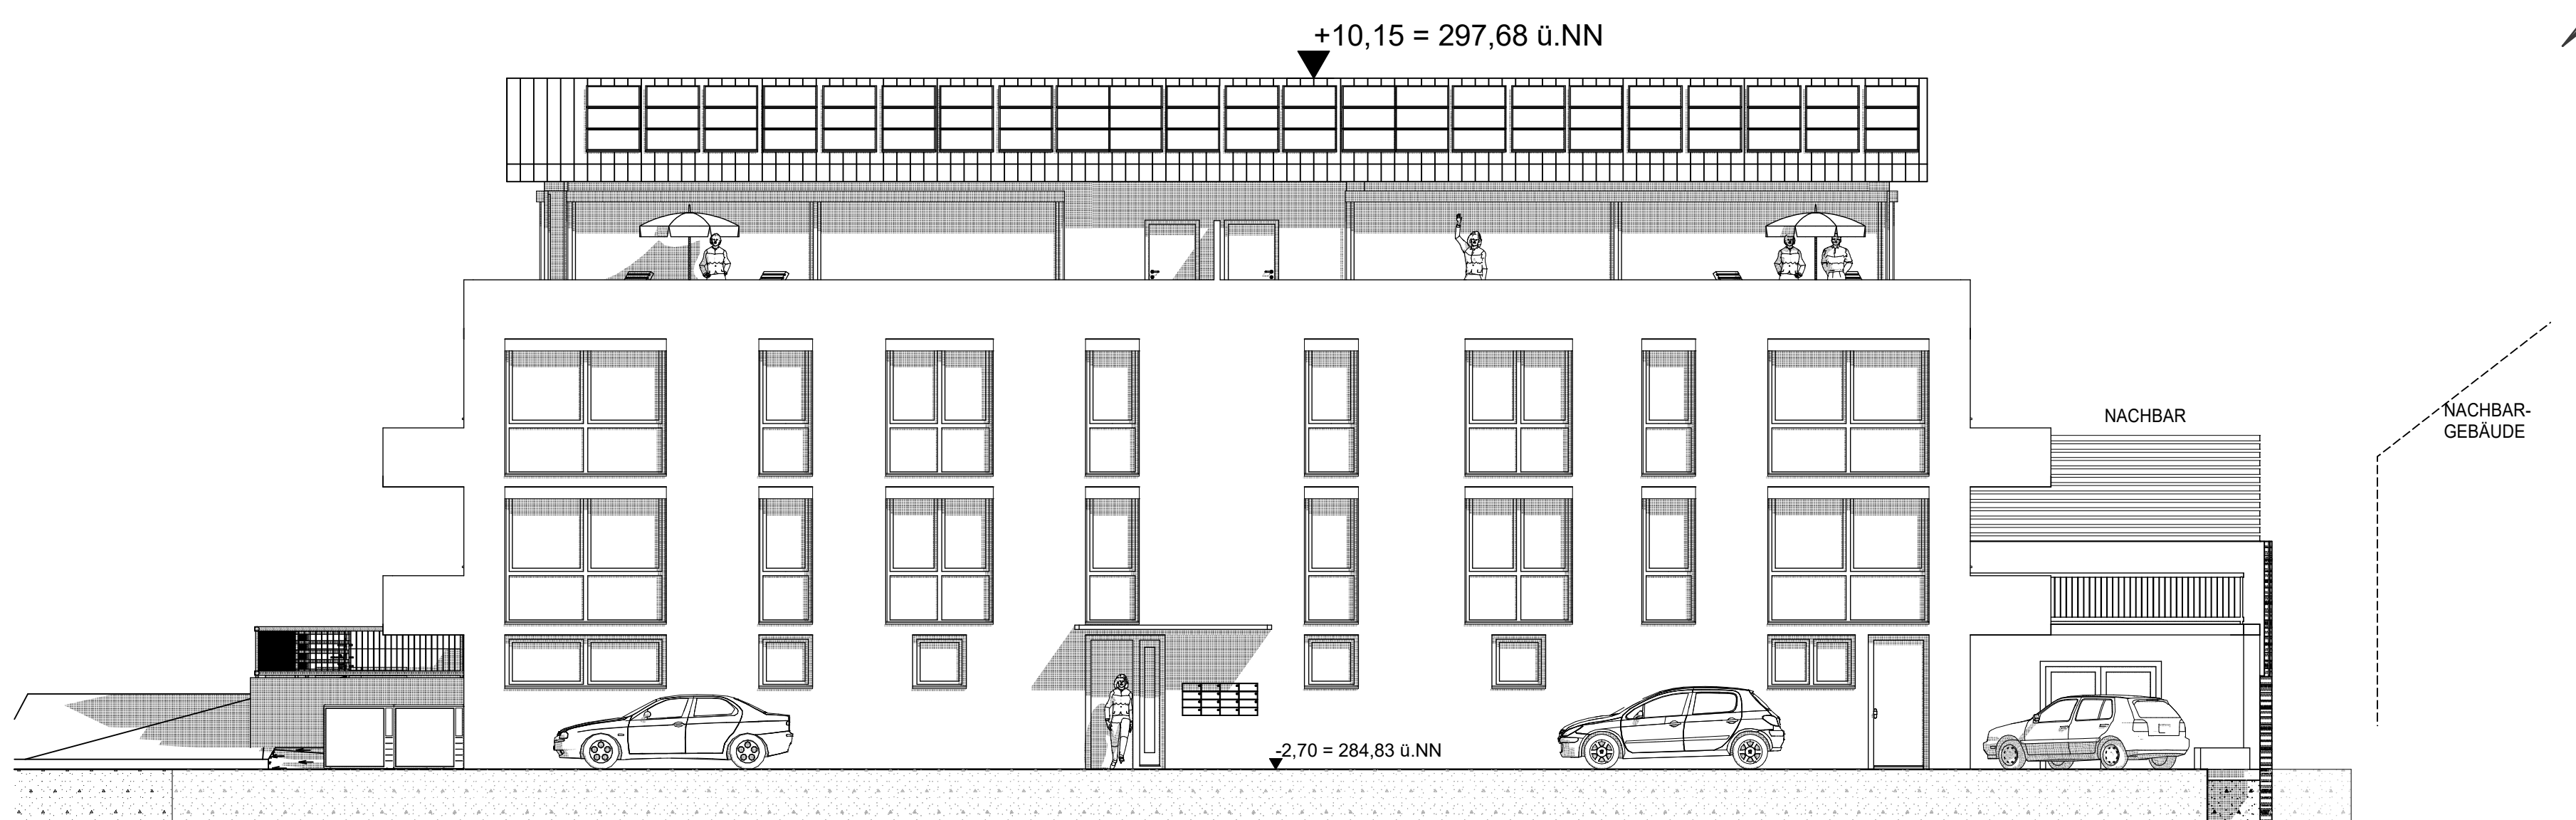 +10,15 = 297,68 ü.NN
NACHBAR
NACHBAR-
GEBÄUDE
-2,70 = 284,83 ü.NN